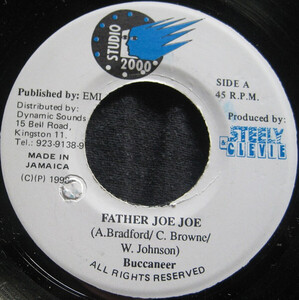 STUDIO
2000
Published by: EMI
SIDE A
45 R.P.M.
Distributed by:
Dynamic Sounds
15 Bell Road,
Kingston 11.
Tel: 923-9138-9
Produced by:
STEELY
& CLEVIE
MADE IN
JAMAICA
(C)(P)
FATHER JOE JOE
(A.Bradford/ C. Browne/
W. Johnson)
Buccaneer
ALL RIGHTS RESERVED